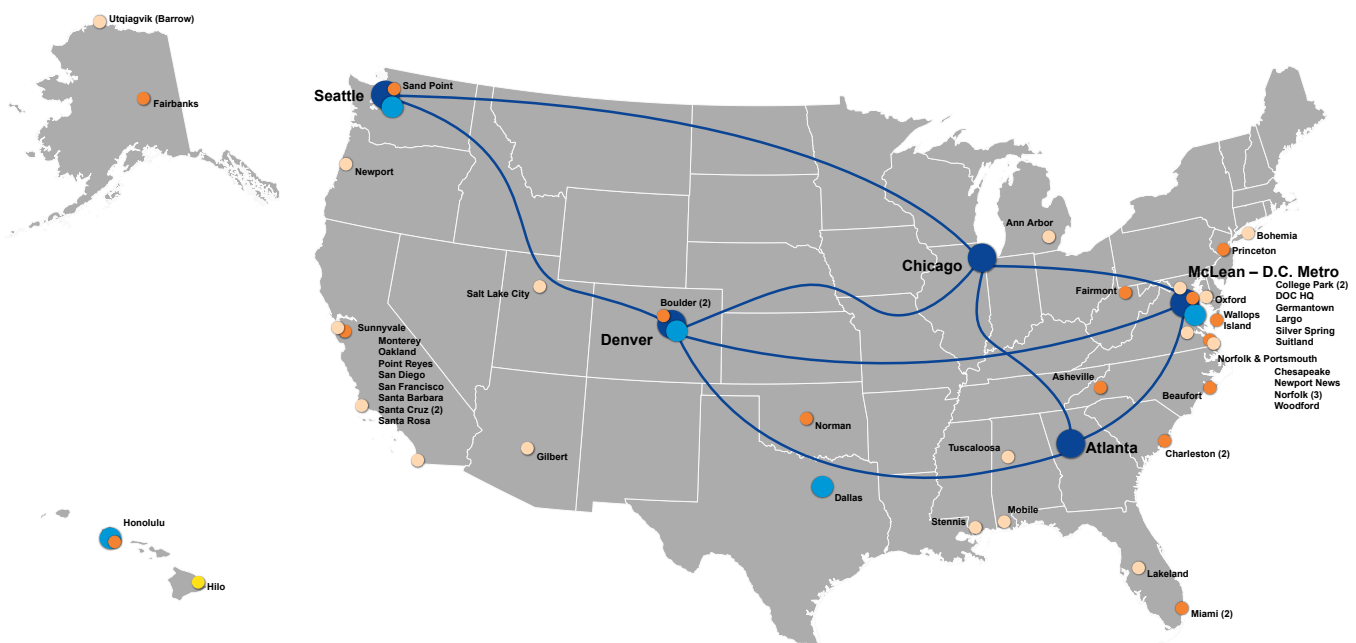 Utqiagvik (Barrow)
Fairbanks
Seattle
Sand Point
Newport
Ann Arbor
Bohemia
Princeton
Chicago
McLean – D.C. Metro
College Park (2)
DOC HQ
Germantown
Largo
Silver Spring
Suitland
Oxford
Wallops
Island
Fairmont
Salt Lake City
Boulder (2)
Denver
Sunnyvale
Monterey
Oakland
Point Reyes
San Diego
San Francisco
Santa Barbara
Santa Cruz (2)
Santa Rosa
Norfolk & Portsmouth
Chesapeake
Newport News
Norfolk (3)
Woodford
Asheville
Beaufort
Norman
Gilbert
Tuscaloosa
Atlanta
Charleston (2)
Dallas
Mobile
Stennis
Honolulu
Hilo
Lakeland
Miami (2)